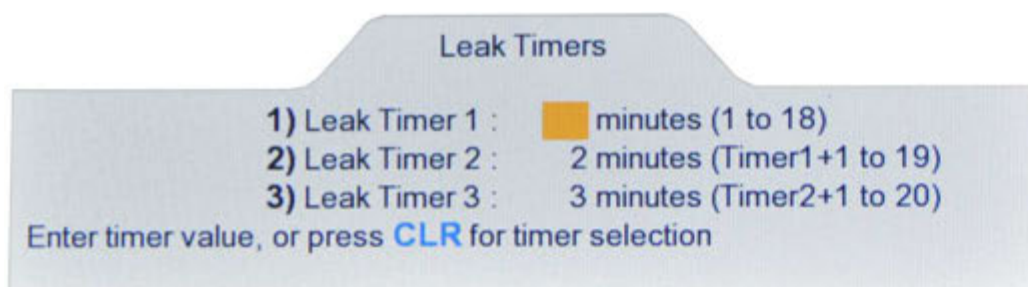 Leak Timers
1) Leak Timer 1 : minutes (1 to 18)
2) Leak Timer 2 : 2 minutes (Timer1+1 to 19)
3) Leak Timer 3 : 3 minutes (Timer2+1 to 20)
Enter timer value, or press CLR for timer selection